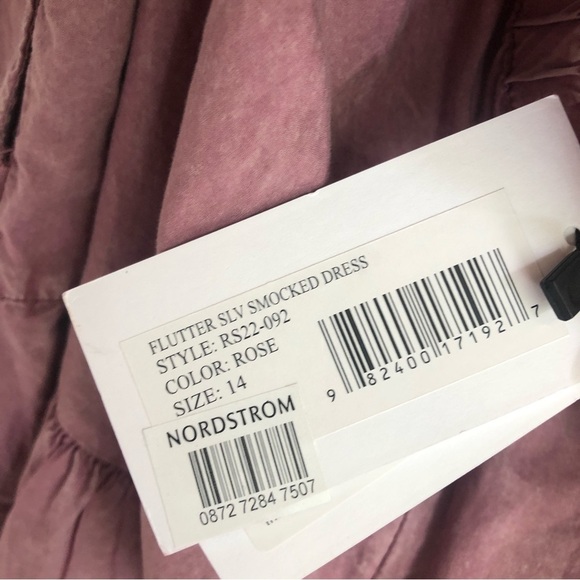 FLUTTER SLV SMOCKED DRESS
STYLE: RS22-092
COLOR: ROSE
SIZE: 14
9 82400 17192 7
NORDSTROM
0872 7284 7507